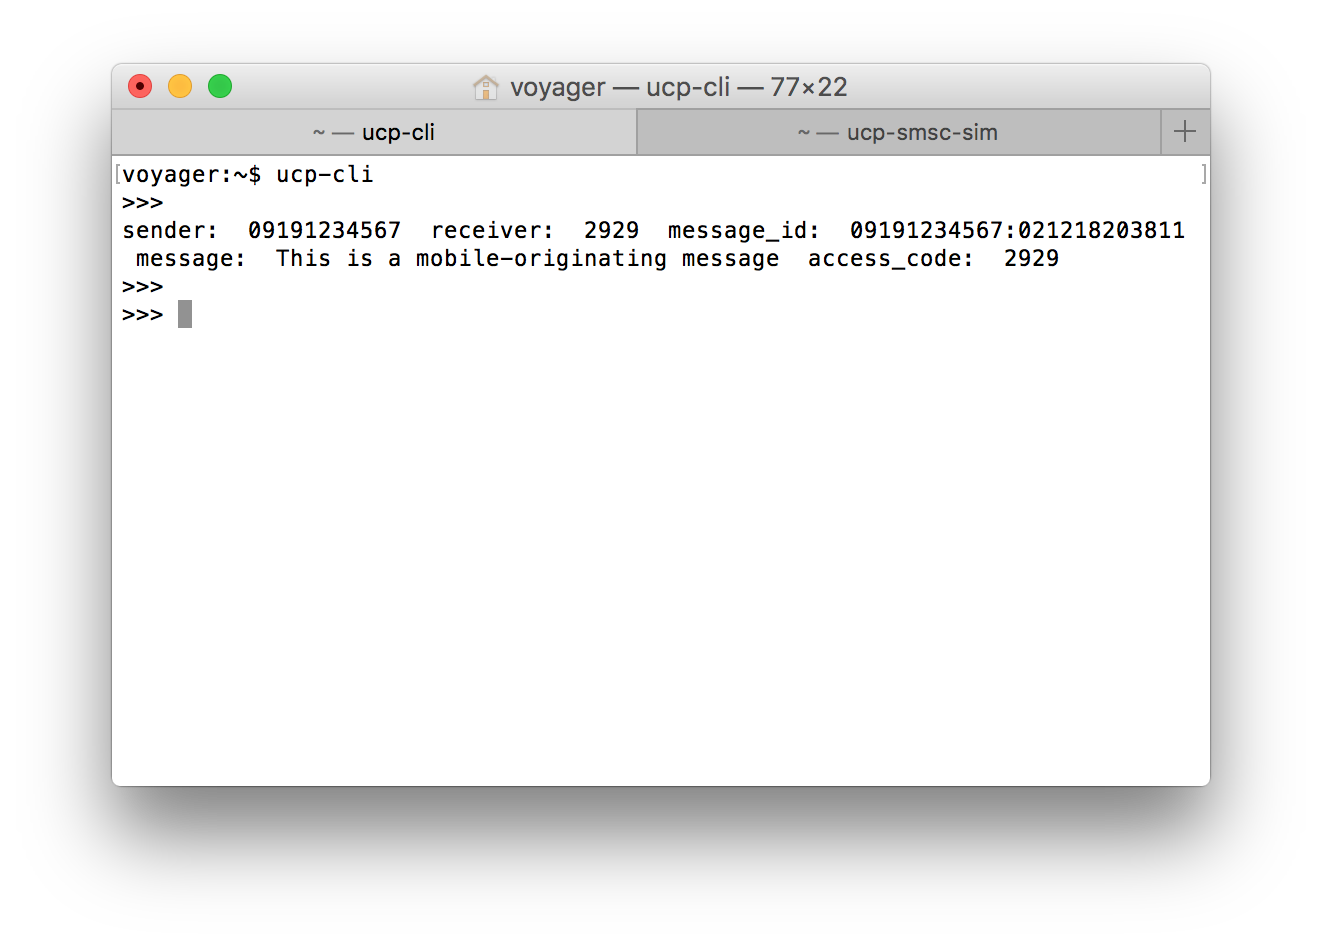 voyager — ucp-cli — 77×22
~ — ucp-cli
~ — ucp-smsc-sim
[voyager:~$ ucp-cli ]
>>>
sender:  09191234567  receiver:  2929  message_id:  09191234567:021218203811
 message:  This is a mobile-originating message  access_code:  2929
>>>
>>>